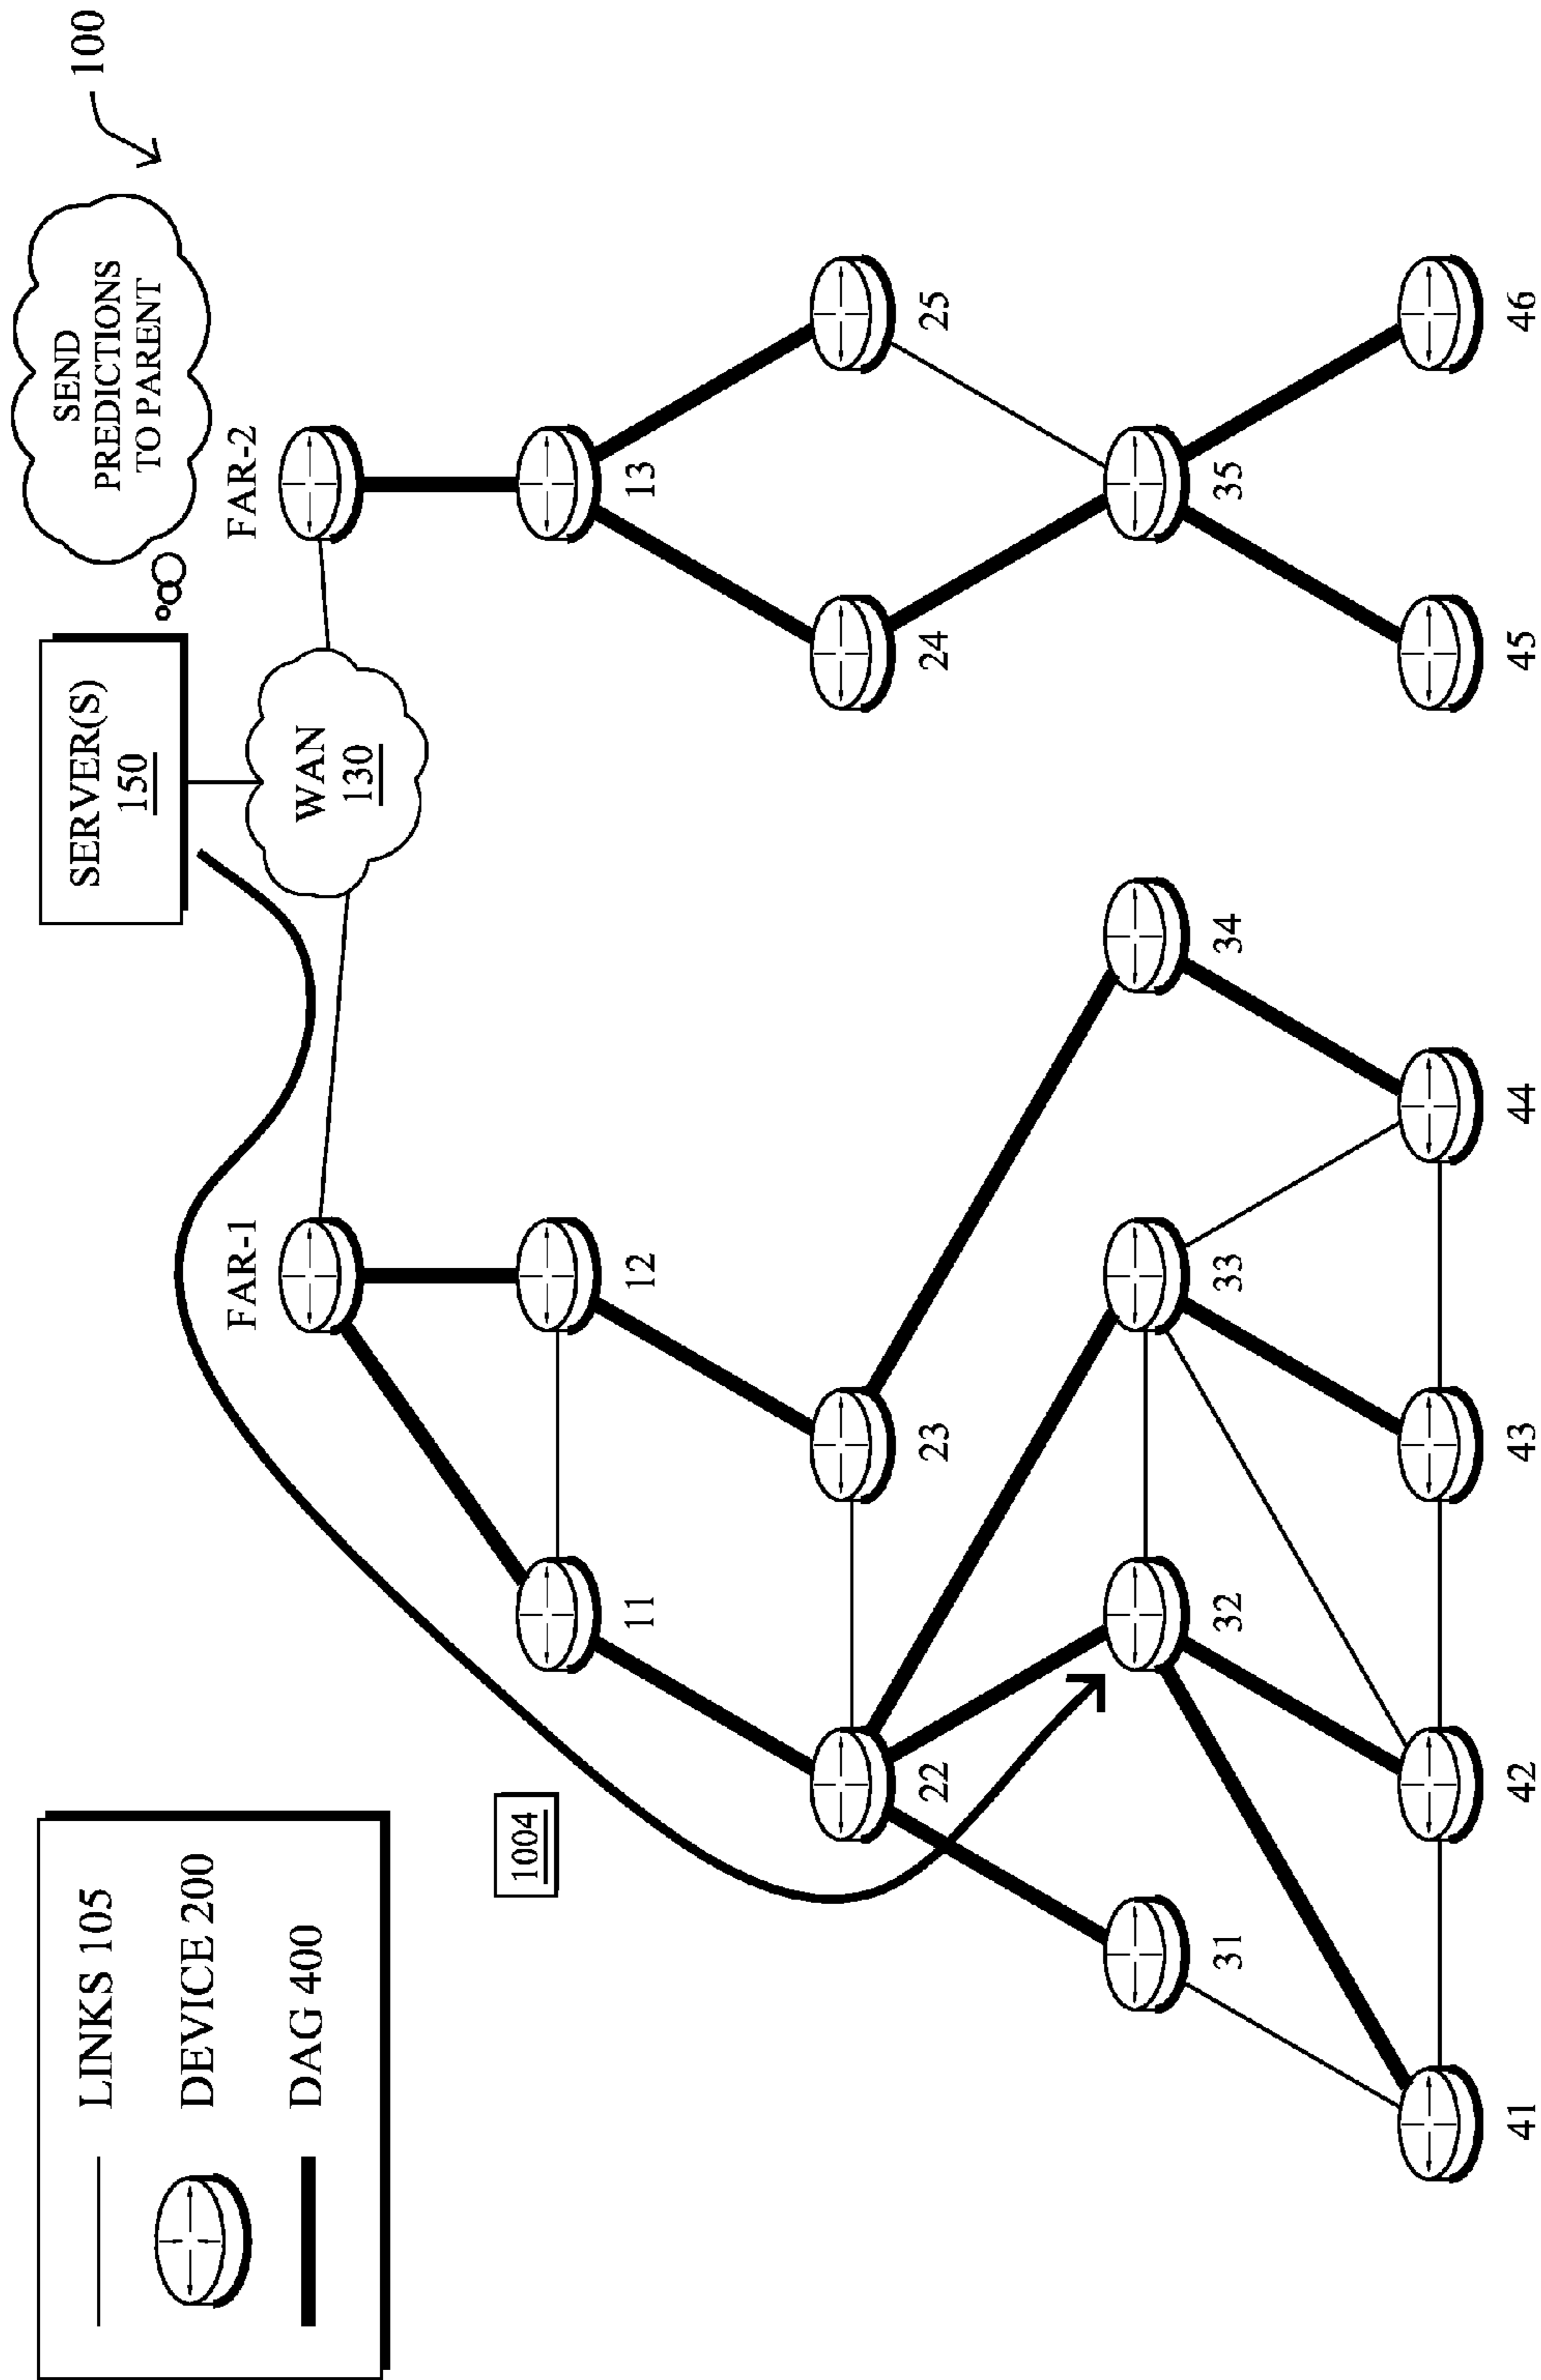 100
SEND
PREDICTIONS
TO PARENT
SERVER(S)
150
WAN
130
LINKS 105
DEVICE 200
DAG 400
FAR-1
FAR-2
11
12
13
1004
22
23
24
25
31
32
33
34
35
41
42
43
44
45
46